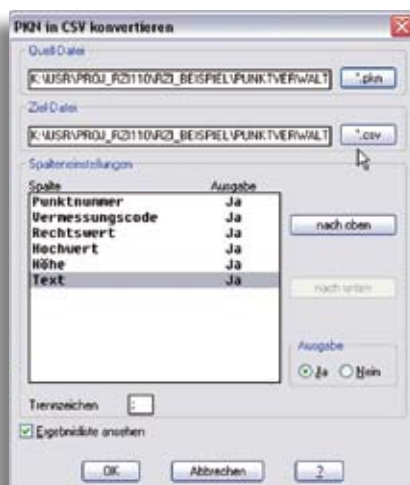 PKN in CSV konvertieren
Quell-Datei
K:\USR\PROJ_RZI110\RZI_BEISPIEL\PUNKTVERWALT
*.pkn
Ziel-Datei
K:\USR\PROJ_RZI110\RZI_BEISPIEL\PUNKTVERWALT
*.csv
Spalteneinstellungen
Spalte Ausgabe
Punktnummer Ja
Vermessungscode Ja
Rechtswert Ja
Hochwert Ja
Höhe Ja
Text Ja
nach oben
nach unten
Ausgabe
Ja Nein
Trennzeichen ;
Ergebnisliste ansehen
OK Abbrechen ?